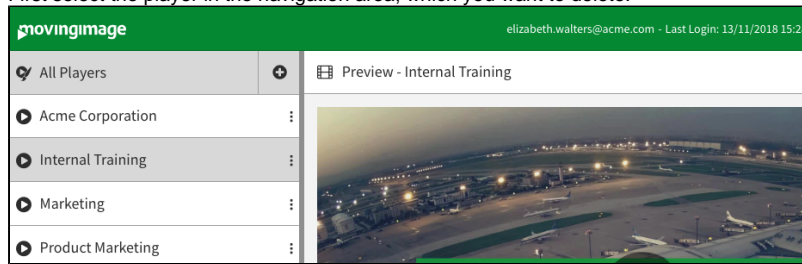 First select the player in the navigation area, which you want to delete.
movingimage
elizabeth.walters@acme.com - Last Login: 13/11/2018 15:2
All Players
Preview - Internal Training
Acme Corporation
Internal Training
Marketing
Product Marketing